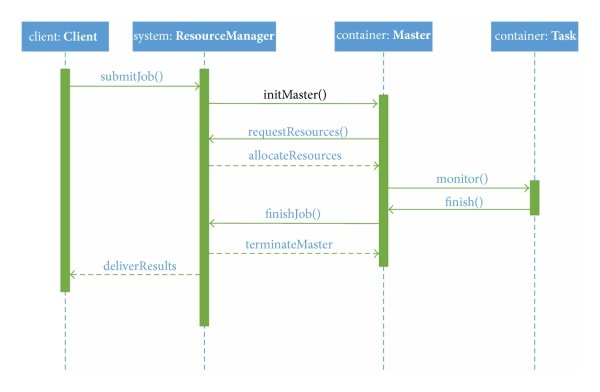 client: Client
system: ResourceManager
container: Master
container: Task
submitJob()
initMaster()
requestResources()
allocateResources
monitor()
finish()
finishJob()
terminateMaster
deliverResults